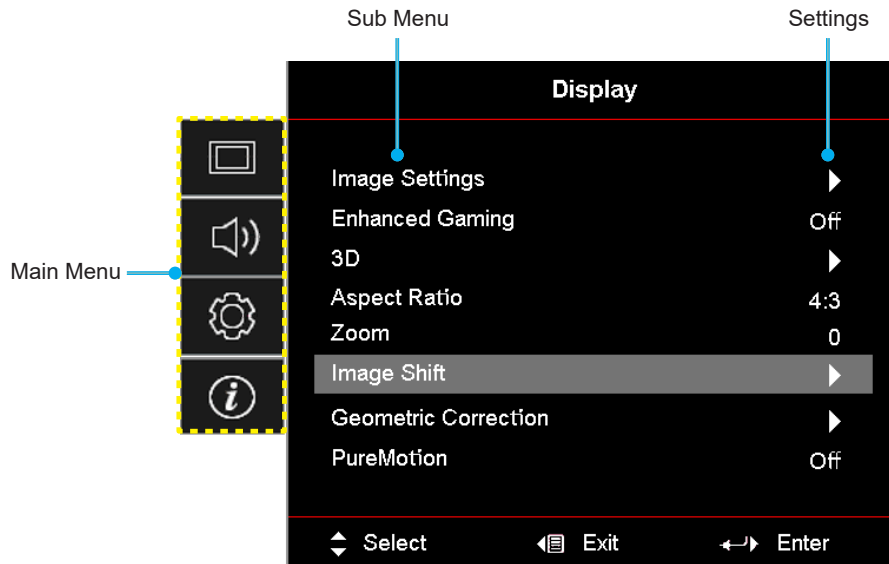 Sub Menu Settings
Display
Image Settings
Enhanced Gaming Off
3D
Main Menu
Aspect Ratio 4:3
Zoom 0
Image Shift
Geometric Correction
PureMotion Off
Select Exit Enter